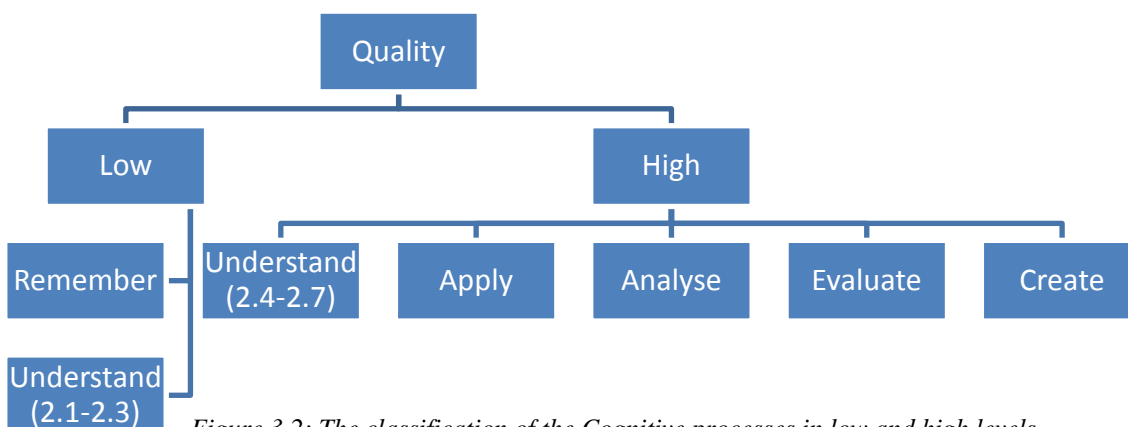 Quality
Low
High
Remember
Understand
(2.4-2.7)
Apply
Analyse
Evaluate
Create
Understand
(2.1-2.3)
Figure 3.2: The classification of the Cognitive processes in low and high levels